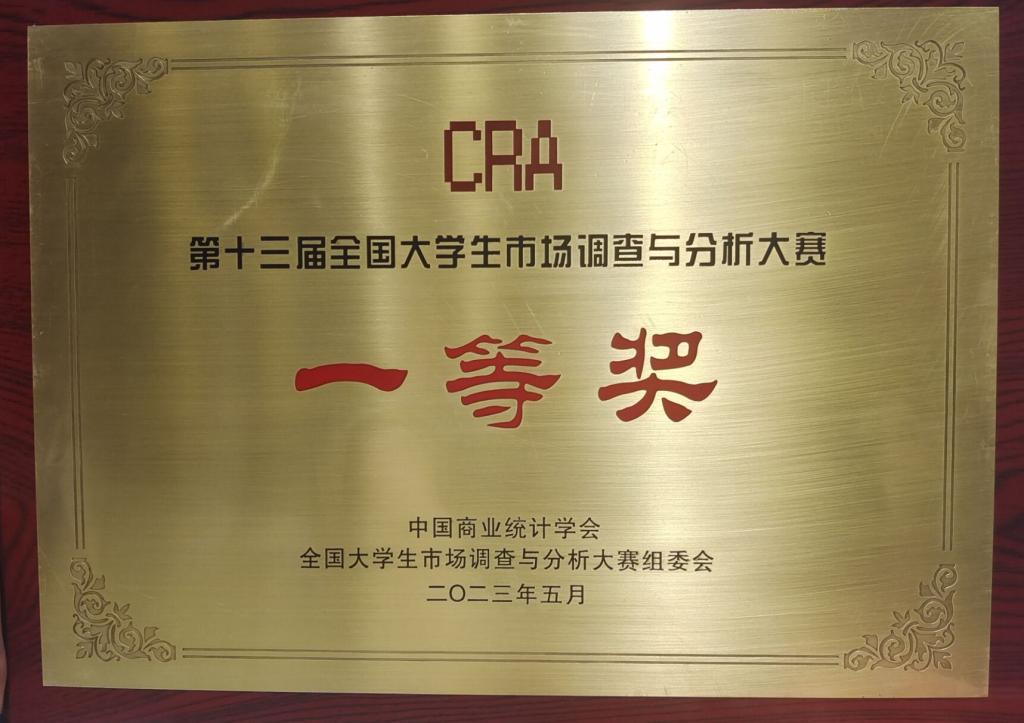 CRA
第十三届全国大学生市场调查与分析大赛
一等奖
中国商业统计学会
全国大学生市场调查与分析大赛组委会
二〇二三年五月